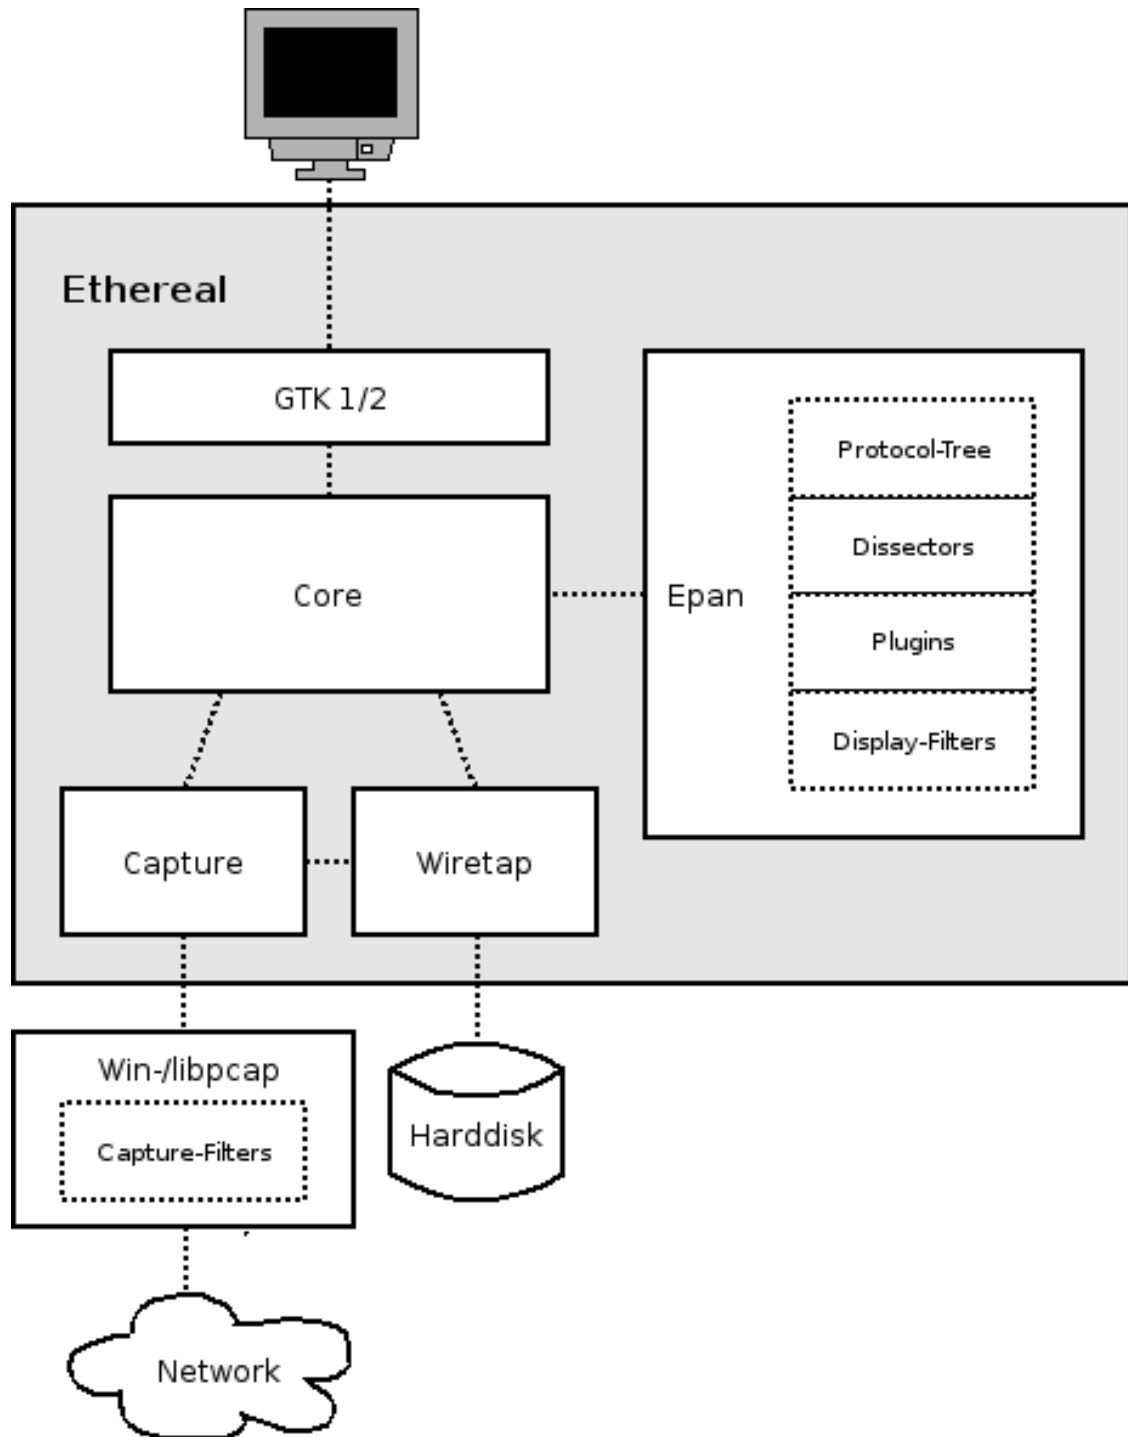 Ethereal
GTK 1/2
Core
Epan
Protocol-Tree
Dissectors
Plugins
Display-Filters
Capture
Wiretap
Win-/libpcap
Capture-Filters
Harddisk
Network